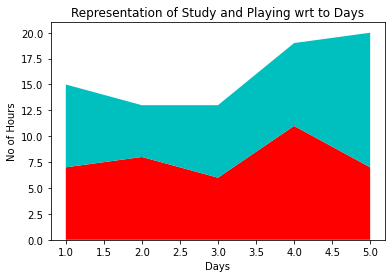 Representation of Study and Playing wrt to Days
No of Hours
20.0
17.5
15.0
12.5
10.0
7.5
5.0
2.5
0.0
1.0 1.5 2.0 2.5 3.0 3.5 4.0 4.5 5.0
Days